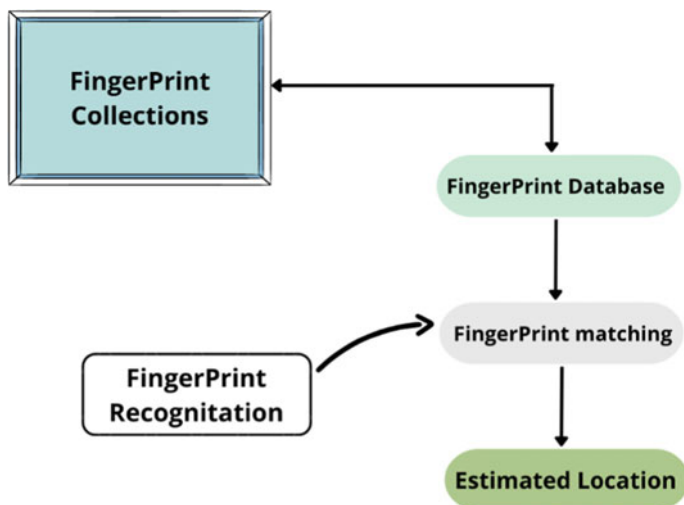 FingerPrint
Collections
FingerPrint Database
FingerPrint matching
FingerPrint
Recognitation
Estimated Location